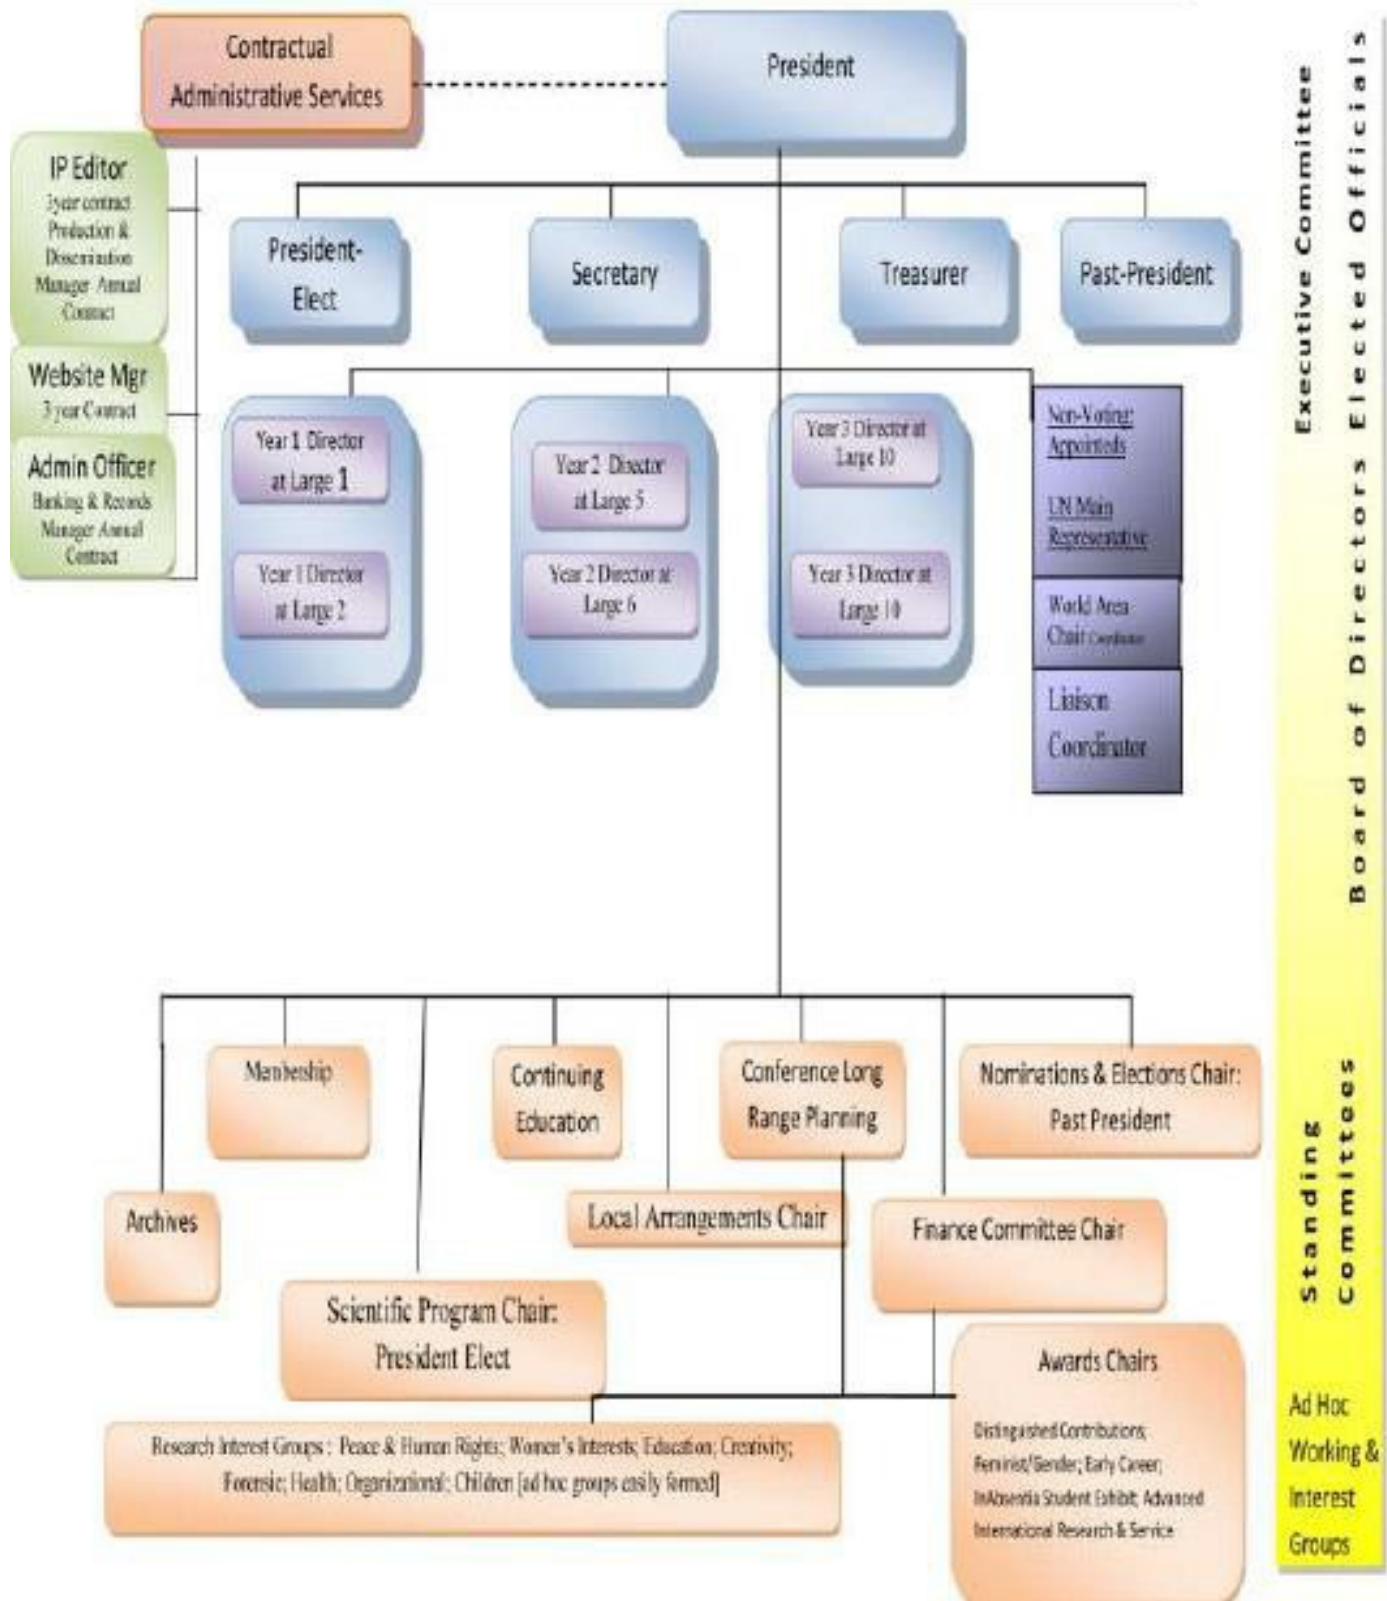 Contractual
Administrative Services
President
IP Editor
3year contract
Production &
Dissemination
Manager Annual
Contract
Website Mgr
3 year Contract
Admin Officer
Banking & Records
Manager Annual
Contract
President-
Elect
Secretary
Treasurer
Past-President
Year 1 Director
at Large 1
Year 1 Director
at Large 2
Year 2 Director
at Large 5
Year 2 Director at
Large 6
Year 3 Director at
Large 10
Year 3 Director at
Large 10
Non-Voting:
Appointeds
UN Main
Representative
World Area
Chair Coordinator
Liaison
Coordinator
Executive Committee
Board of Directors Elected Officials
Membership
Continuing
Education
Conference Long
Range Planning
Nominations & Elections Chair:
Past President
Archives
Local Arrangements Chair
Finance Committee Chair
Scientific Program Chair:
President Elect
Standing
Committees
Research Interest Groups : Peace & Human Rights; Women's Interests; Education; Creativity;
Forensic; Health; Organizational; Children [ad hoc groups easily formed]
Awards Chairs
Distinguished Contributions;
Feminist/Gender; Early Career;
InAbsentia Student Exhibit; Advanced
International Research & Service
Ad Hoc
Working &
Interest
Groups